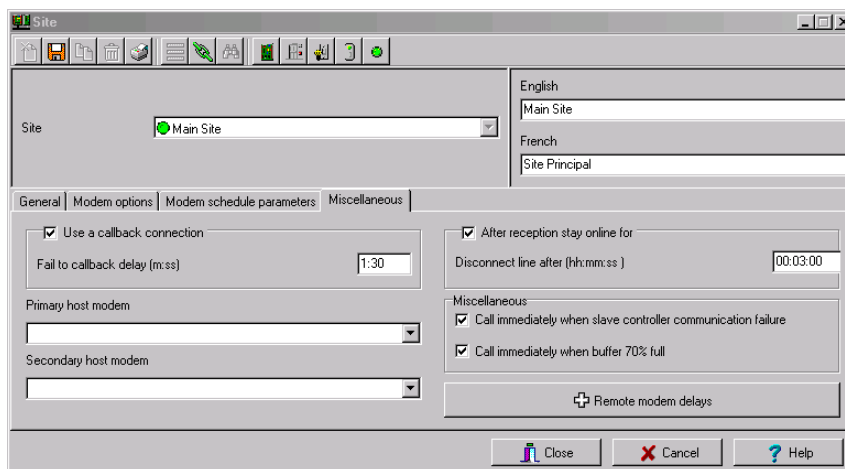 Site
Site
Main Site
English
Main Site
French
Site Principal
General
Modem options
Modem schedule parameters
Miscellaneous
Use a callback connection
Fail to callback delay (m:ss)
1:30
Primary host modem
Secondary host modem
After reception stay online for
Disconnect line after (hh:mm:ss )
00:03:00
Miscellaneous
Call immediately when slave controller communication failure
Call immediately when buffer 70% full
Remote modem delays
Close
Cancel
Help